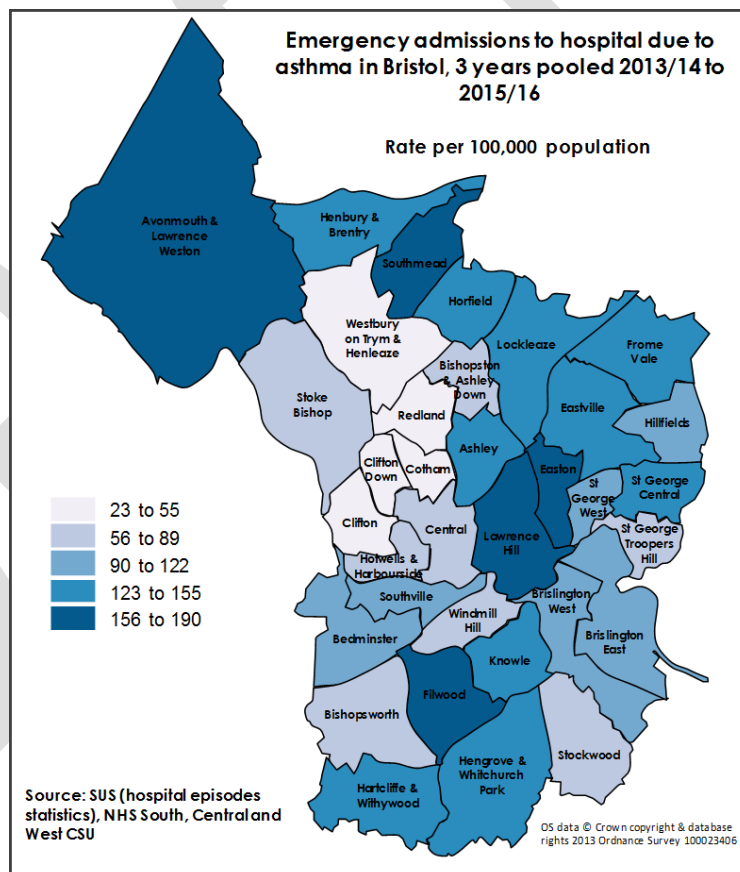 Emergency admissions to hospital due to
asthma in Bristol, 3 years pooled 2013/14 to
2015/16
Rate per 100,000 population
Avonmouth &
Lawrence
Weston
Henbury &
Brentry
Southmead
Horfield
Westbury
on Trym &
Henleaze
Lockleaze
Frome
Vale
Bishopston
& Ashley
Down
Stoke
Bishop
Redland
Eastville
Hillfields
Ashley
Clifton
Down
Cotham
Easton
St George
West
St George
Central
Clifton
Central
Lawrence
Hill
St George
Troopers
Hill
Hotwells &
Harbourside
Southville
Windmill
Hill
Brislington
West
Brislington
East
Bedminster
Knowle
Filwood
Bishopsworth
Stockwood
Hengrove &
Whitchurch
Park
Hartcliffe &
Withywood
23 to 55
56 to 89
90 to 122
123 to 155
156 to 190
Source: SUS (hospital episodes
statistics), NHS South, Central and
West CSU
OS data © Crown copyright & database
rights 2013 Ordnance Survey 100023406